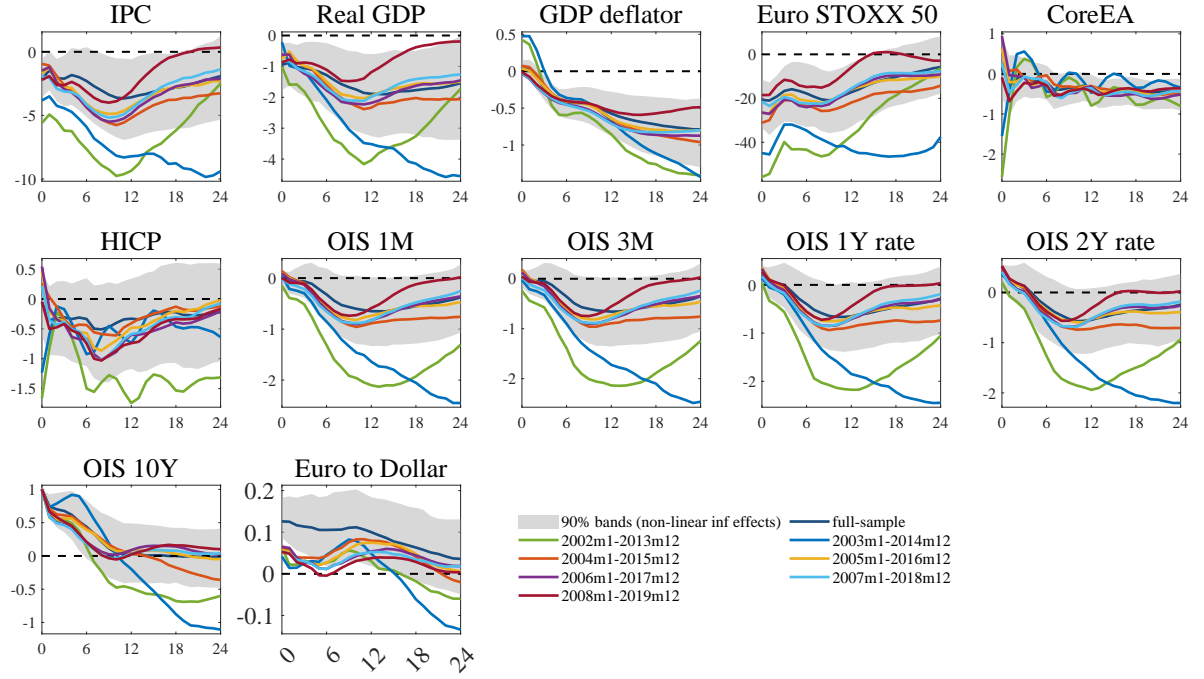 IPC
Real GDP
GDP deflator
Euro STOXX 50
CoreEA
0
-5
-10
0 6 12 18 24
0
-1
-2
-3
-4
0 6 12 18 24
0.5
0
-0.5
-1
0 6 12 18 24
0
-20
-40
0 6 12 18 24
1
0
-1
-2
0 6 12 18 24
HICP
OIS 1M
OIS 3M
OIS 1Y rate
OIS 2Y rate
0.5
0
-0.5
-1
-1.5
0 6 12 18 24
0
-1
-2
0 6 12 18 24
0
-1
-2
0 6 12 18 24
0
-1
-2
0 6 12 18 24
0
-1
-2
0 6 12 18 24
OIS 10Y
Euro to Dollar
1
0.5
0
-0.5
-1
0 6 12 18 24
0.2
0.1
0
-0.1
0 6 12 18 24
90% bands (non-linear inf effects)
full-sample
2002m1-2013m12
2003m1-2014m12
2004m1-2015m12
2005m1-2016m12
2006m1-2017m12
2007m1-2018m12
2008m1-2019m12